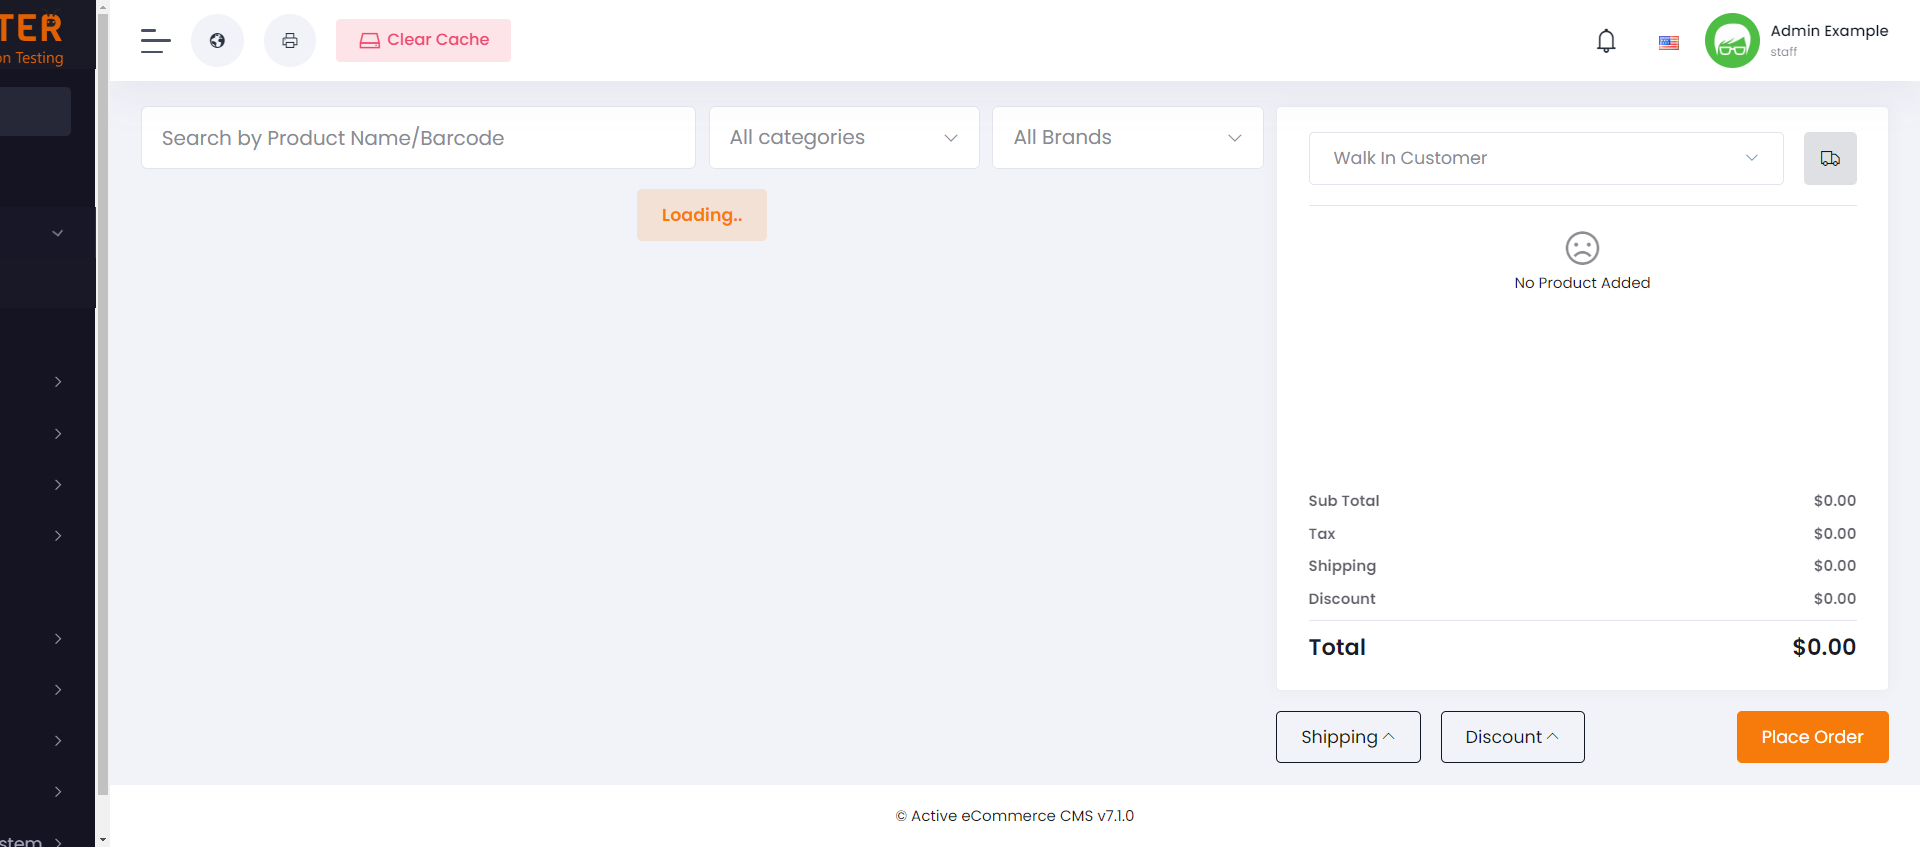 TER
on Testing
Clear Cache
Admin Example
staff
Search by Product Name/Barcode
All categories
All Brands
Loading..
Walk In Customer
No Product Added
Sub Total $0.00
Tax $0.00
Shipping $0.00
Discount $0.00
Total $0.00
Shipping
Discount
Place Order
stem
© Active eCommerce CMS v7.1.0